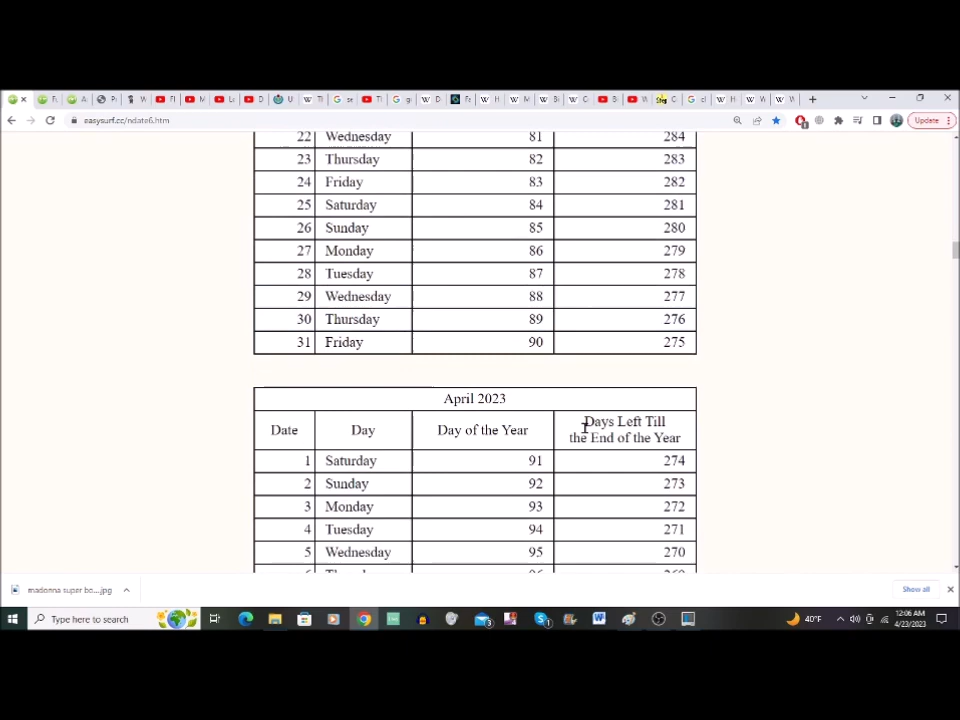 easysurf.cc/ndate6.htm
Update
22 Wednesday 81 284
23 Thursday 82 283
24 Friday 83 282
25 Saturday 84 281
26 Sunday 85 280
27 Monday 86 279
28 Tuesday 87 278
29 Wednesday 88 277
30 Thursday 89 276
31 Friday 90 275
April 2023
Date Day Day of the Year Days Left Till
the End of the Year
1 Saturday 91 274
2 Sunday 92 273
3 Monday 93 272
4 Tuesday 94 271
5 Wednesday 95 270
madonna super bo....jpg
Show all
Type here to search
40°F
12:06 AM
4/23/2023